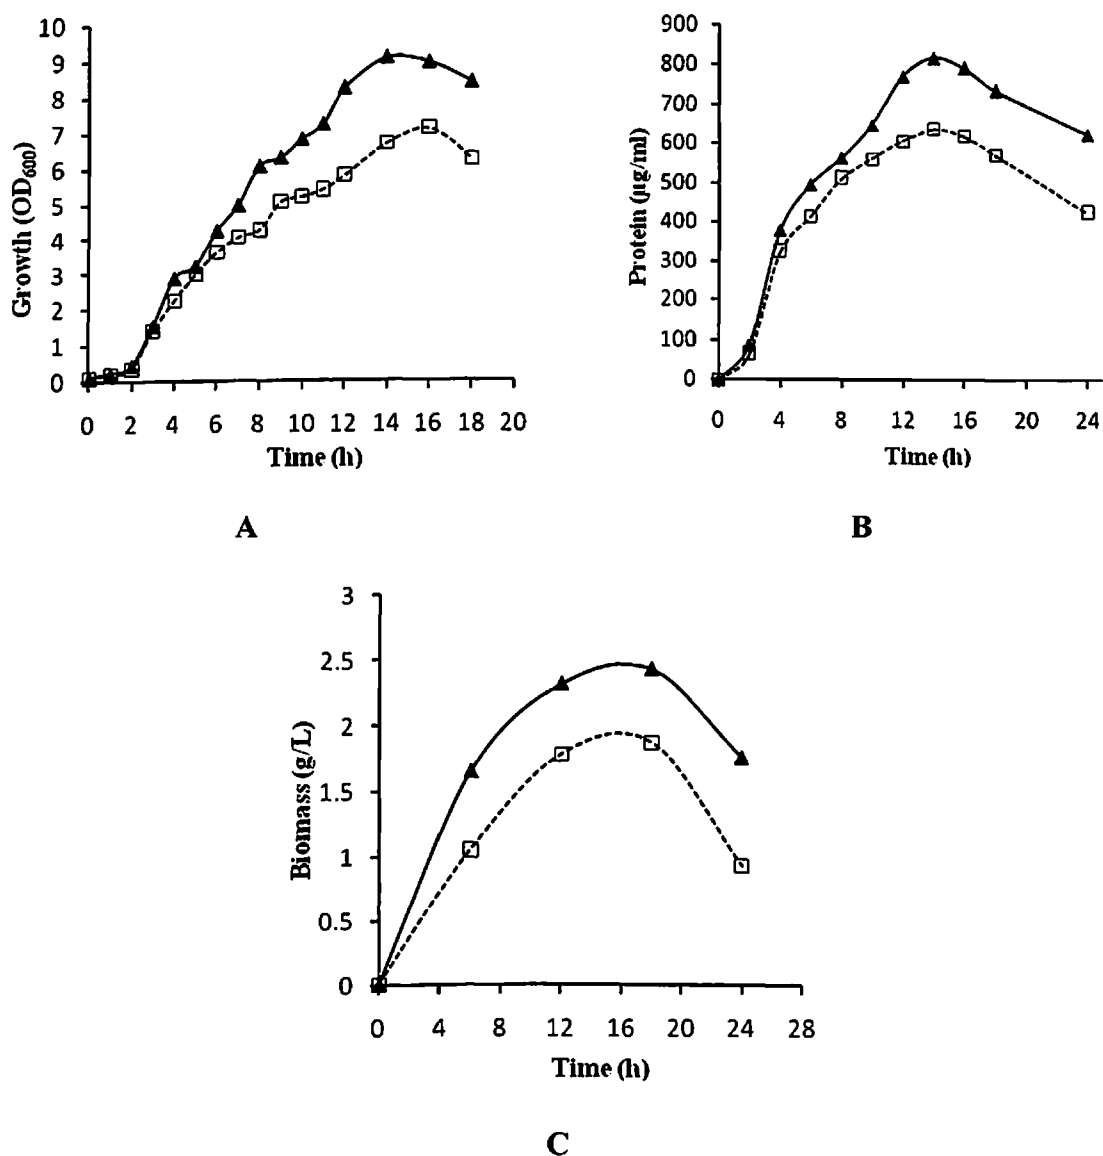 10
9
8
7
6
5
4
3
2
1
0
Growth (OD600)
0 2 4 6 8 10 12 14 16 18 20
Time (h)
A
900
800
700
600
500
400
300
200
100
0
Protein (µg/ml)
0 4 8 12 16 20 24
Time (h)
B
3
2.5
2
1.5
1
0.5
0
Biomass (g/L)
0 4 8 12 16 20 24 28
Time (h)
C